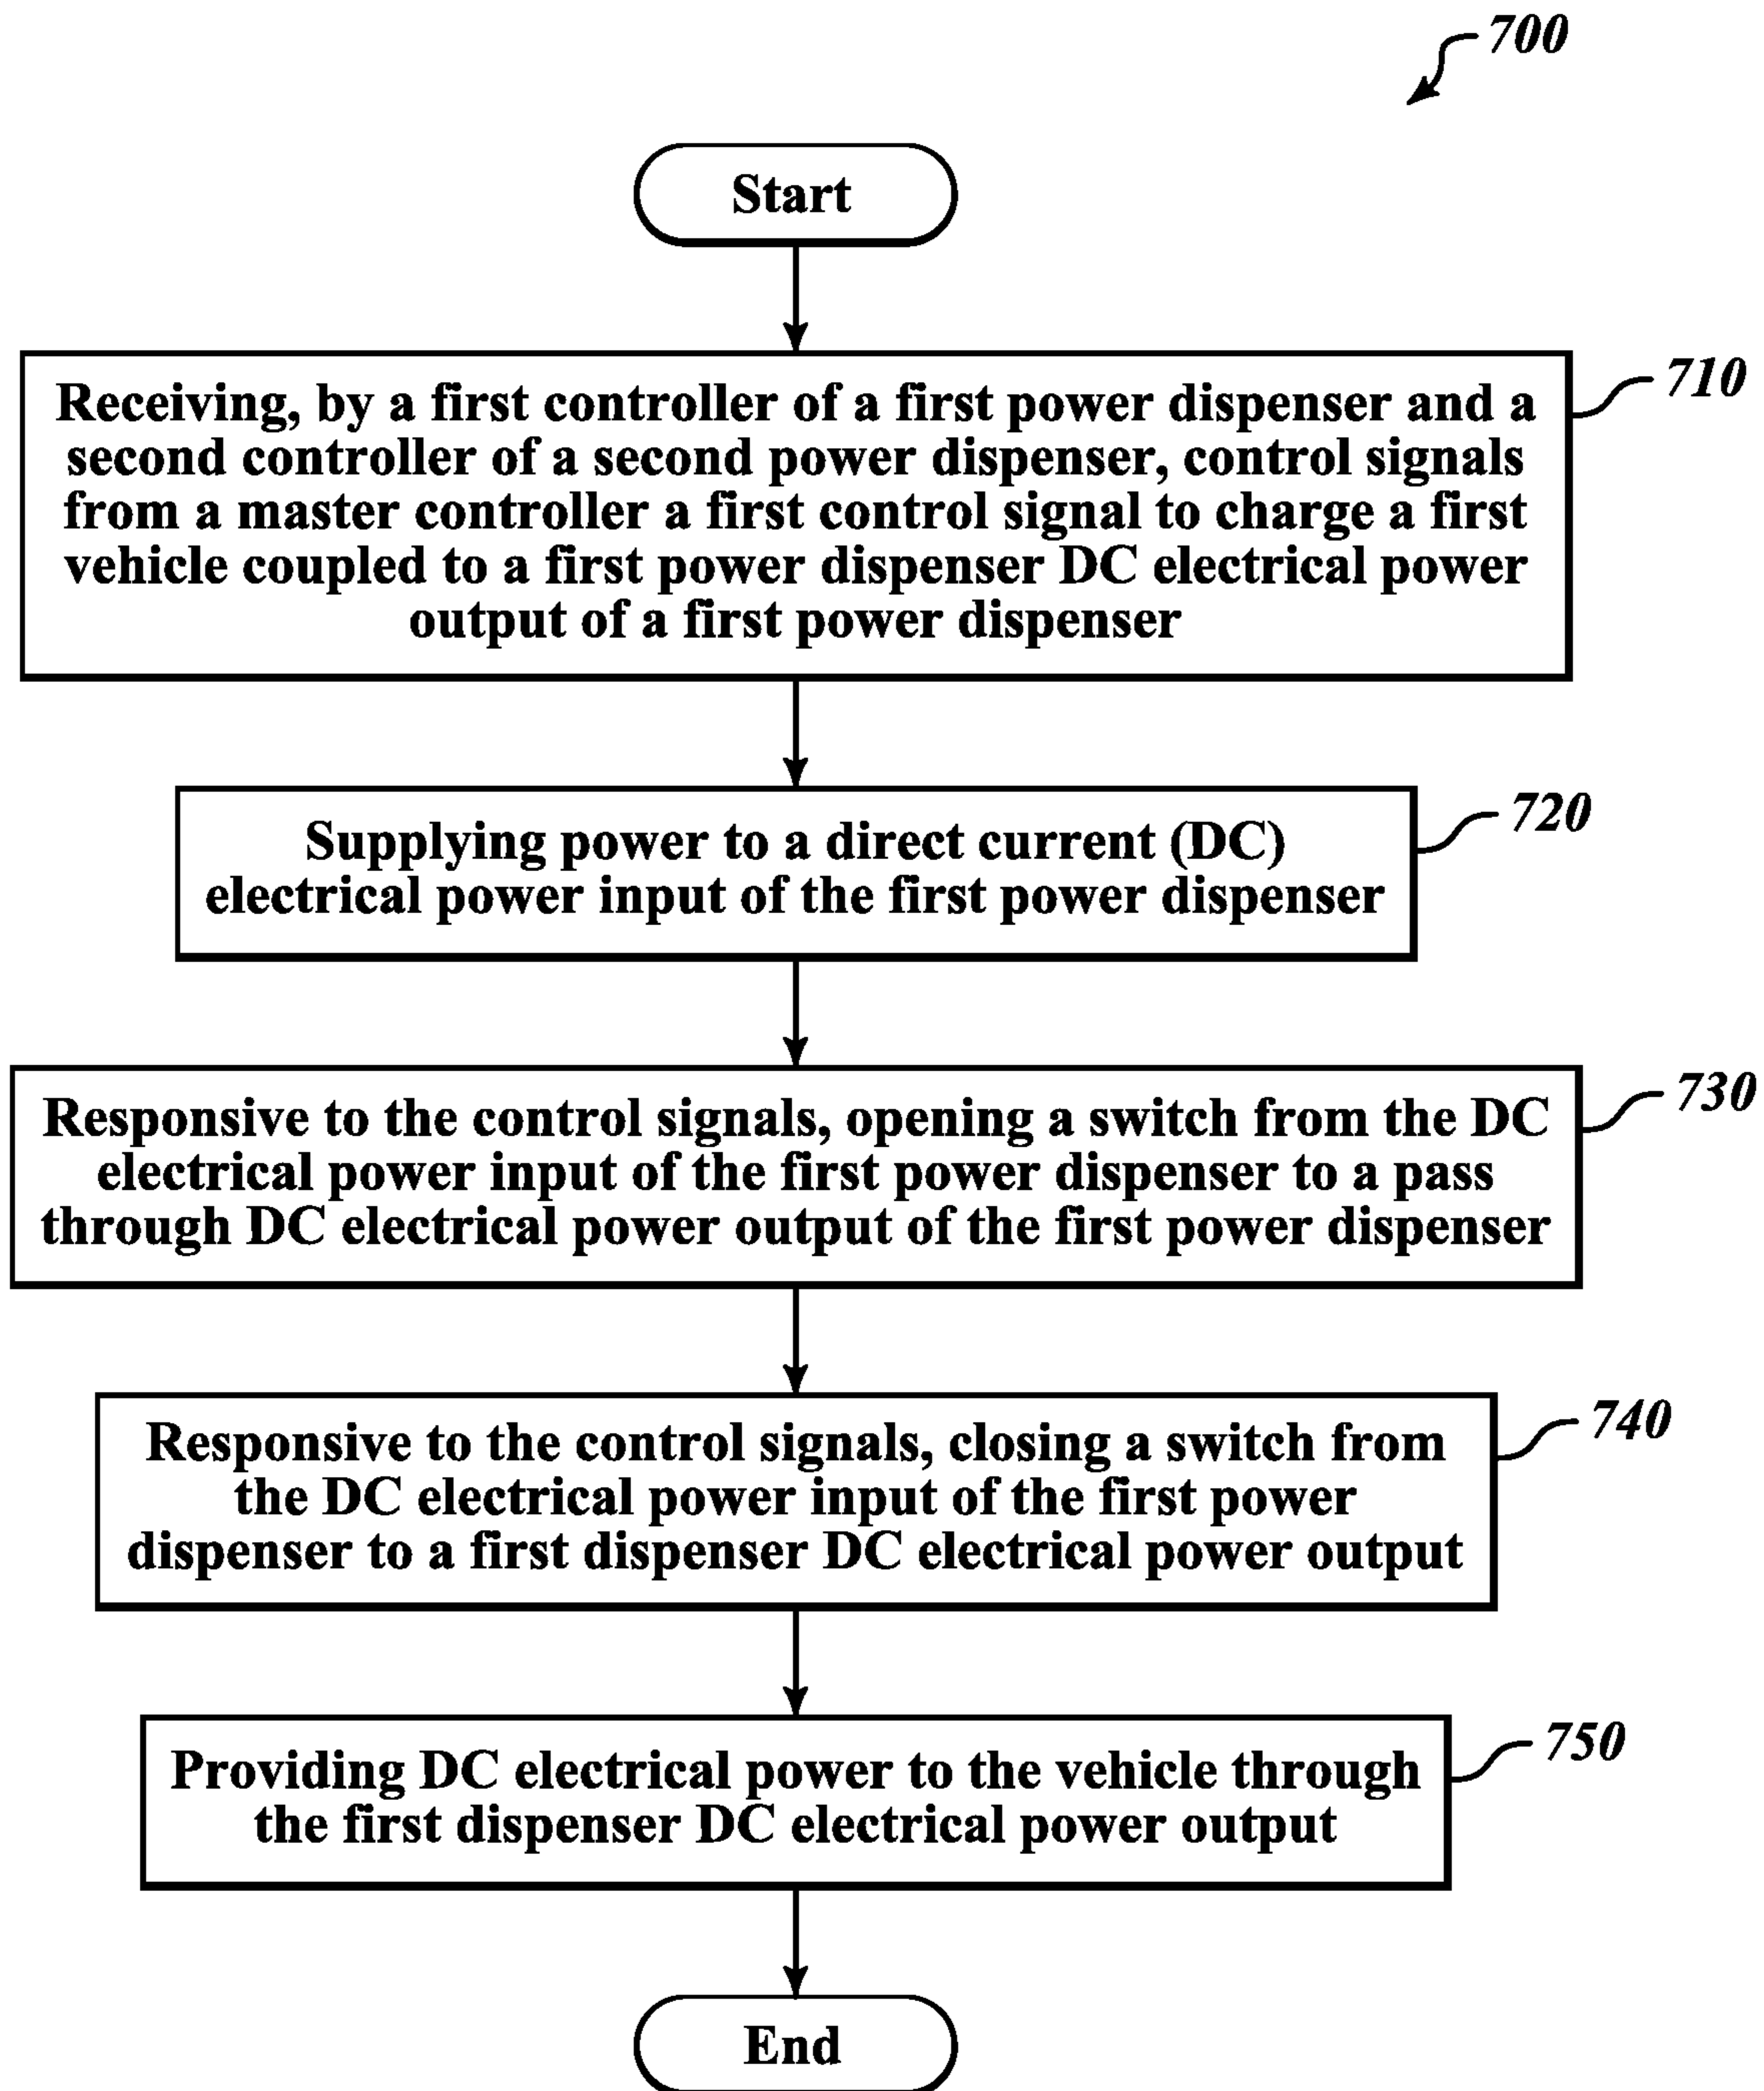 700
Start
710
Receiving, by a first controller of a first power dispenser and a
second controller of a second power dispenser, control signals
from a master controller a first control signal to charge a first
vehicle coupled to a first power dispenser DC electrical power
output of a first power dispenser
720
Supplying power to a direct current (DC)
electrical power input of the first power dispenser
730
Responsive to the control signals, opening a switch from the DC
electrical power input of the first power dispenser to a pass
through DC electrical power output of the first power dispenser
740
Responsive to the control signals, closing a switch from
the DC electrical power input of the first power
dispenser to a first dispenser DC electrical power output
750
Providing DC electrical power to the vehicle through
the first dispenser DC electrical power output
End